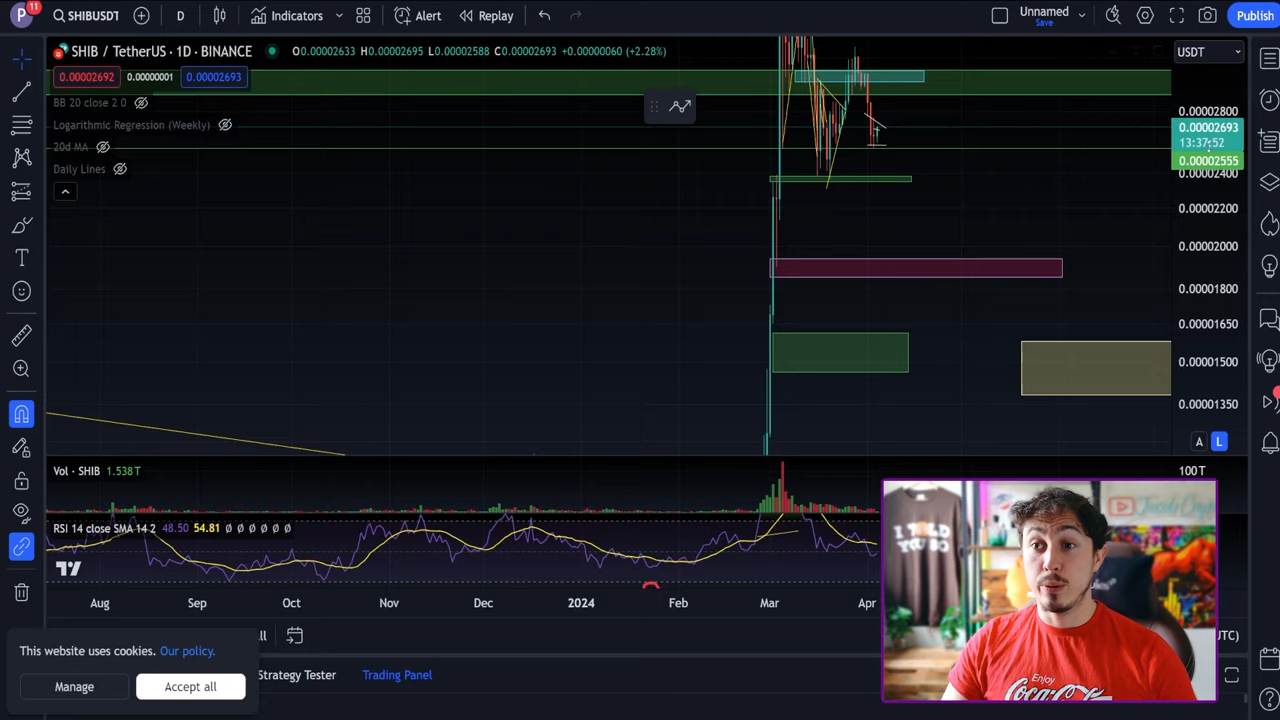 P 11 SHIBUSDT D Indicators Alert Replay Unnamed Save Publish
SHIB / TetherUS · 1D · BINANCE O0.00002633 H0.00002695 L0.00002588 C0.00002693 +0.00000060 (+2.28%) USDT
0.00002692 0.00000001 0.00002693
BB 20 close 2 0
Logarithmic Regression (Weekly)
20d MA
Daily Lines
0.00002800
0.00002693
13:37:52
0.00002555
0.00002400
0.00002200
0.00002000
0.00001800
0.00001650
0.00001500
0.00001350
A L
Vol · SHIB 1.538T
100T
RSI 14 close SMA 14 2 48.50 54.81 Ø Ø Ø Ø Ø Ø
Aug Sep Oct Nov Dec 2024 Feb Mar Apr
I TOLD
YOU SO
Enjoy
Coca-Cola
This website uses cookies. Our policy.
Manage Accept all
Strategy Tester Trading Panel